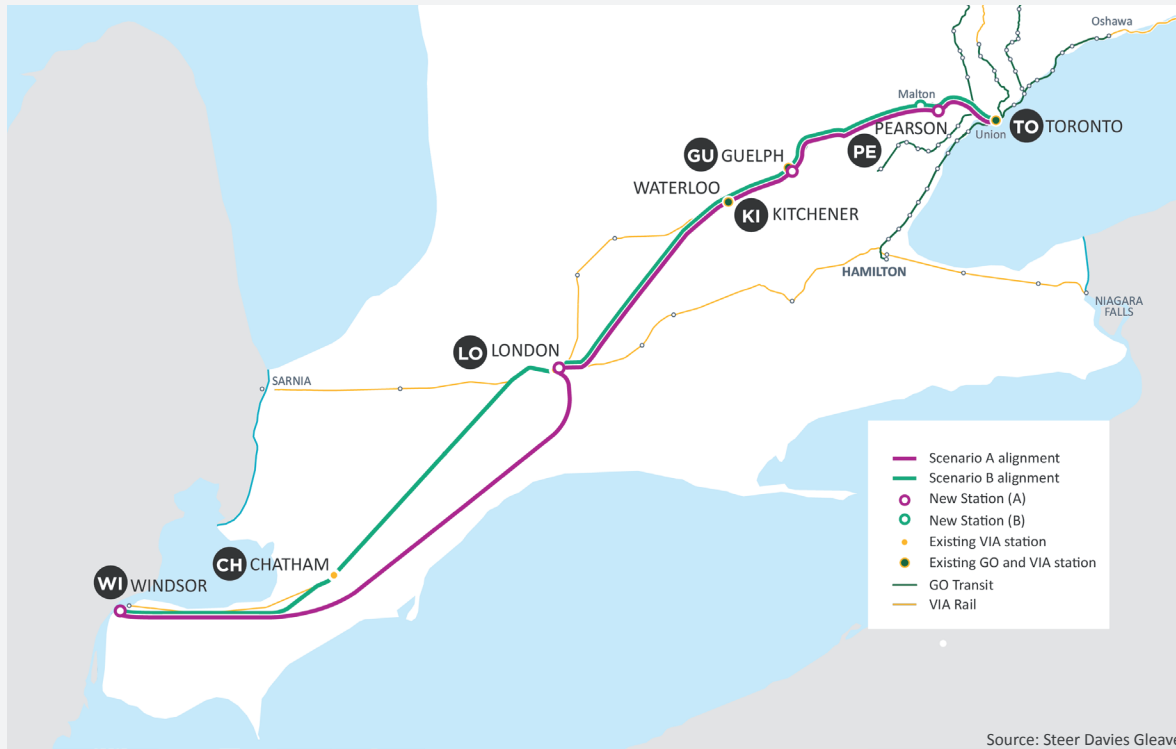 Oshawa
Malton
PEARSON
Union
TO TORONTO
PE
GU GUELPH
WATERLOO
KI KITCHENER
HAMILTON
NIAGARA
FALLS
LO LONDON
SARNIA
CH CHATHAM
WI WINDSOR
Scenario A alignment
Scenario B alignment
New Station (A)
New Station (B)
Existing VIA station
Existing GO and VIA station
GO Transit
VIA Rail
Source: Steer Davies Gleave